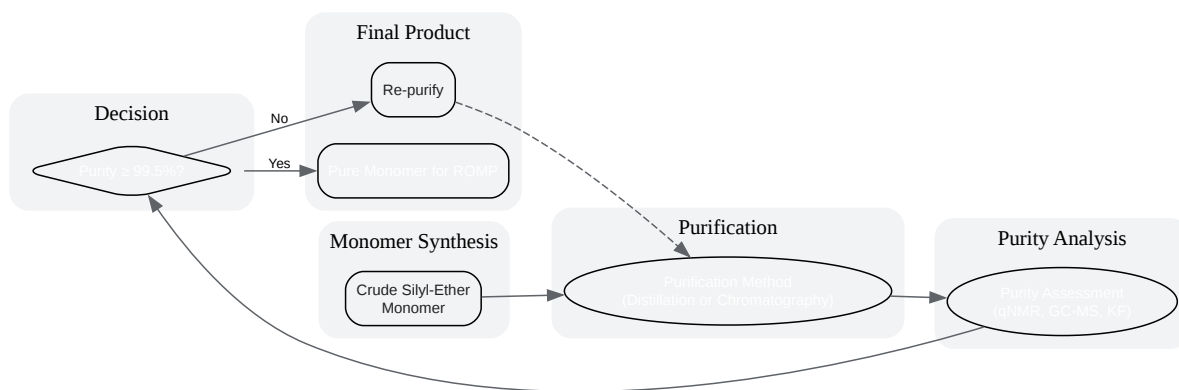 Final Product
Re-purify
Decision
No
Yes
Purity ≥ 99.5%?
Pure Monomer for ROMP
Monomer Synthesis
Crude Silyl-Ether
Monomer
Purification
Purification Method
(Distillation or Chromatography)
Purity Analysis
Purity Assessment
(qNMR, GC-MS, KF)